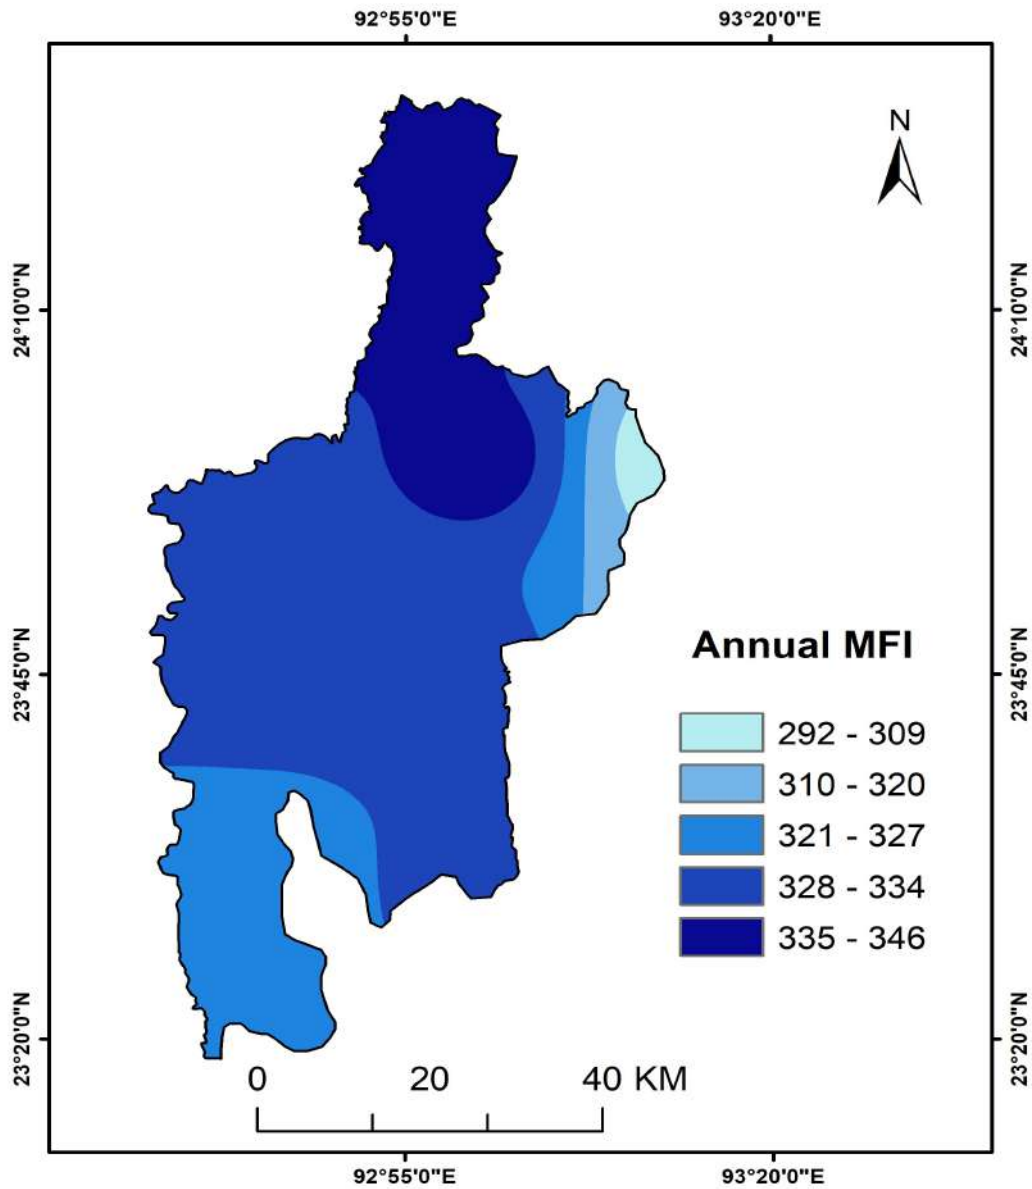 92°55'0"E 93°20'0"E
N
24°10'0"N 24°10'0"N
23°45'0"N 23°45'0"N
Annual MFI
292 - 309
310 - 320
321 - 327
328 - 334
335 - 346
23°20'0"N 23°20'0"N
0 20 40 KM
92°55'0"E 93°20'0"E